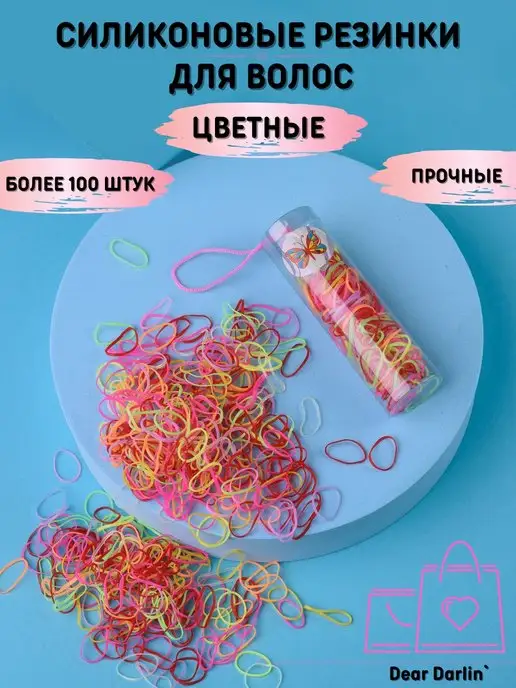 СИЛИКОНОВЫЕ РЕЗИНКИ
ДЛЯ ВОЛОС
ЦВЕТНЫЕ
БОЛЕЕ 100 ШТУК
ПРОЧНЫЕ
Dear Darlin`